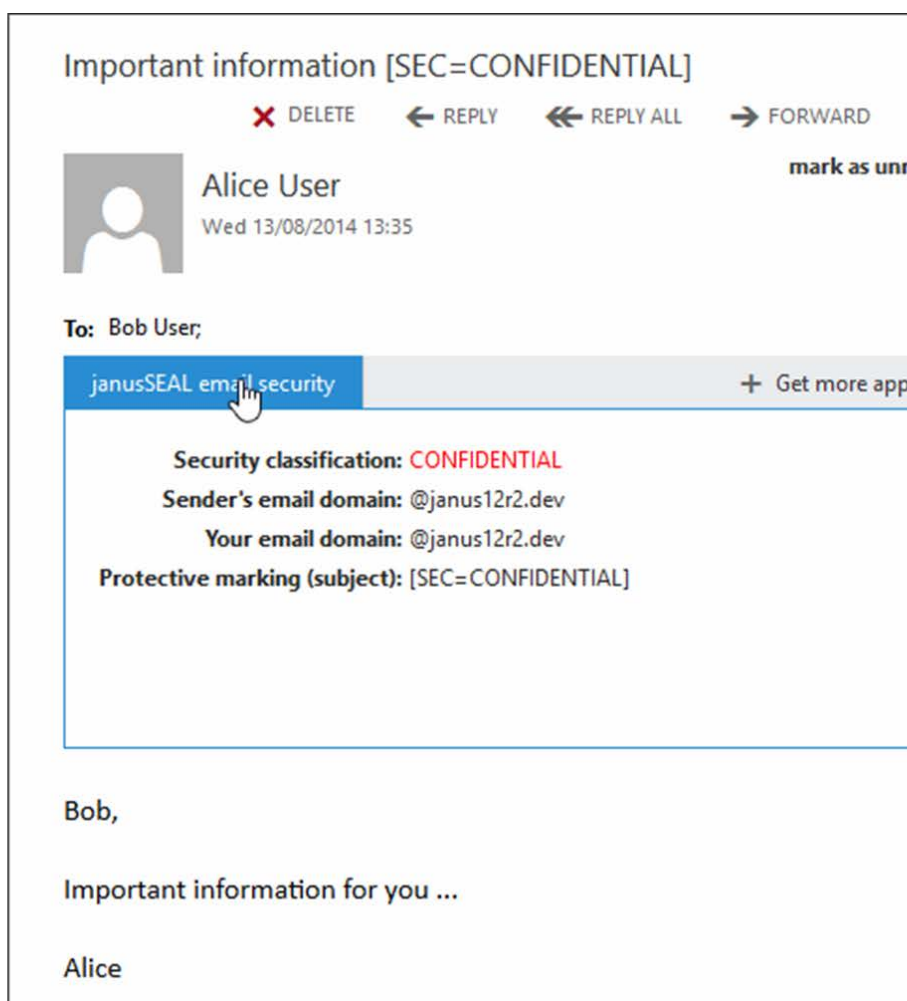 Important information [SEC=CONFIDENTIAL]
DELETE REPLY REPLY ALL FORWARD
mark as unr
Alice User
Wed 13/08/2014 13:35
To: Bob User;
janusSEAL email security + Get more app
Security classification: CONFIDENTIAL
Sender's email domain: @janus12r2.dev
Your email domain: @janus12r2.dev
Protective marking (subject): [SEC=CONFIDENTIAL]
Bob,
Important information for you ...
Alice